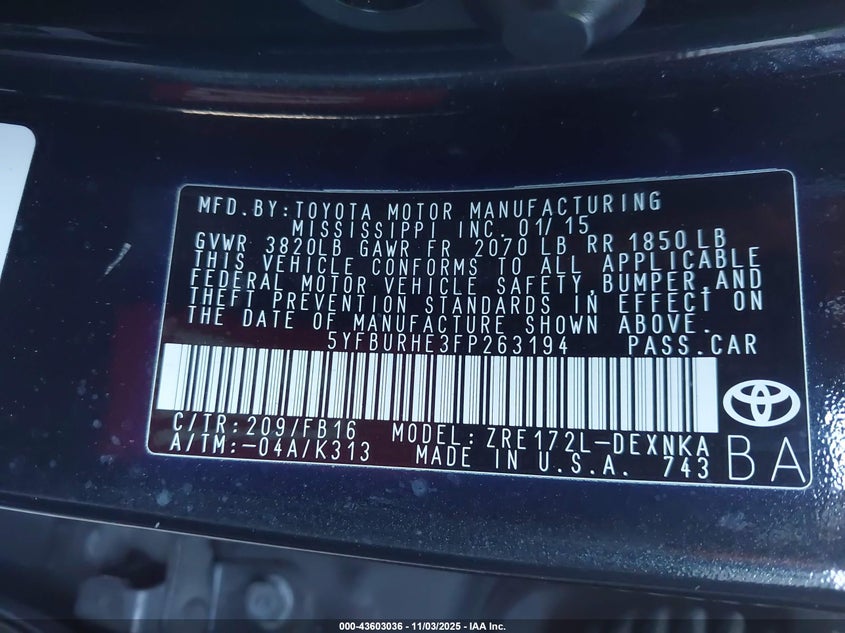 MFD.BY:TOYOTA MOTOR MANUFACTURING
MISSISSIPPI INC. 01/15
GVWR 3820LB GAWR FR 2070 LB RR 1850 LB
THIS VEHICLE CONFORMS TO ALL APPLICABLE
FEDERAL MOTOR VEHICLE SAFETY,BUMPER,AND
THEFT PREVENTION STANDARDS IN EFFECT ON
THE DATE OF MANUFACTURE SHOWN ABOVE.
5YFBURHE3FP263194 PASS.CAR
C/TR:209/FB16 MODEL:ZRE172L-DEXNKA
A/TM:-04A/K313 MADE IN U.S.A. 743
BA
000-43603036 - 11/03/2025 - IAA Inc.